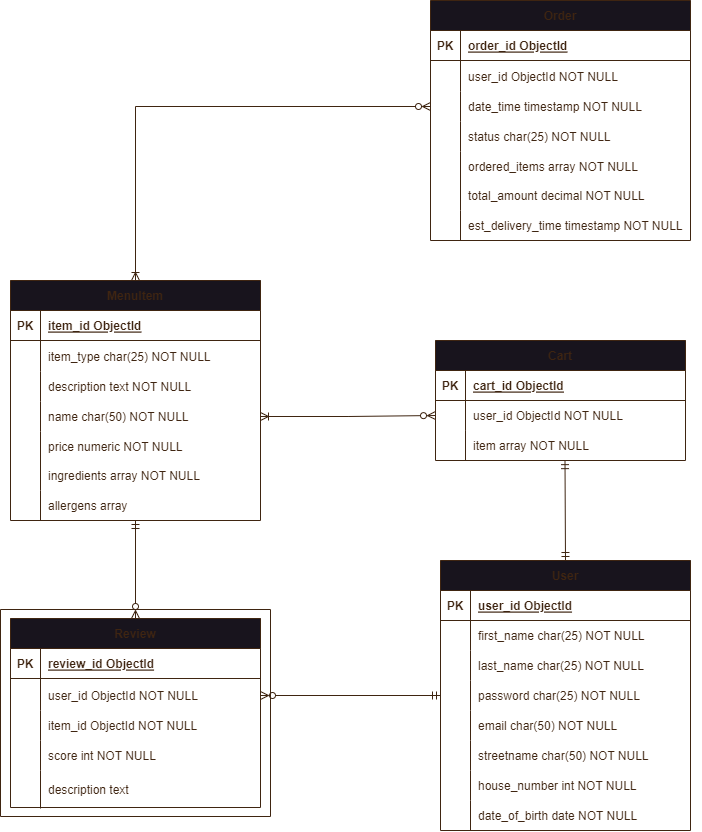 Order
PK order_id ObjectId
user_id ObjectId NOT NULL
date_time timestamp NOT NULL
status char(25) NOT NULL
ordered_items array NOT NULL
total_amount decimal NOT NULL
est_delivery_time timestamp NOT NULL
MenuItem
PK item_id ObjectId
item_type char(25) NOT NULL
description text NOT NULL
name char(50) NOT NULL
price numeric NOT NULL
ingredients array NOT NULL
allergens array
Cart
PK cart_id ObjectId
user_id ObjectId NOT NULL
item array NOT NULL
Review
PK review_id ObjectId
user_id ObjectId NOT NULL
item_id ObjectId NOT NULL
score int NOT NULL
description text
User
PK user_id ObjectId
first_name char(25) NOT NULL
last_name char(25) NOT NULL
password char(25) NOT NULL
email char(50) NOT NULL
streetname char(50) NOT NULL
house_number int NOT NULL
date_of_birth date NOT NULL